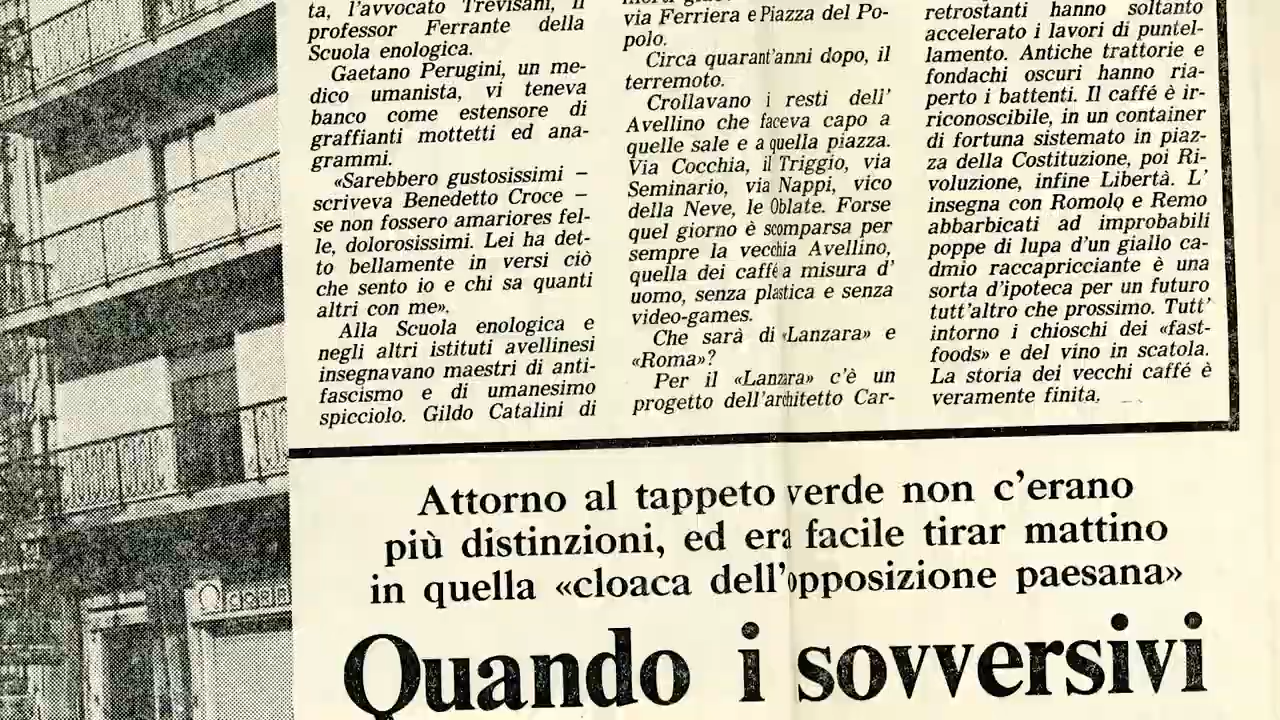 ta, l'avvocato Trevisani, il
professor Ferrante della
Scuola enologica.
Gaetano Perugini, un me-
dico umanista, vi teneva
banco come estensore di
graffianti mottetti ed ana-
grammi.
«Sarebbero gustosissimi –
scriveva Benedetto Croce –
se non fossero amariores fel-
le, dolorosissimi. Lei ha det-
to bellamente in versi ciò
che sento io e chi sa quanti
altri con me».
Alla Scuola enologica e
negli altri istituti avellinesi
insegnavano maestri di anti-
fascismo e di umanesimo
spicciolo. Gildo Catalini di
via Ferriera e Piazza del Po-
polo.
Circa quarant'anni dopo, il
terremoto.
Crollavano i resti dell'
Avellino che faceva capo a
quelle sale e a quella piazza.
Via Cocchia, il Triggio, via
Seminario, via Nappi, vico
della Neve, le Oblate. Forse
quel giorno è scomparsa per
sempre la vecchia Avellino,
quella dei caffé a misura d'
uomo, senza plastica e senza
video-games.
Che sarà di «Lanzara» e
«Roma»?
Per il «Lanzara» c'è un
progetto dell'architetto Car-
retrostanti hanno soltanto
accelerato i lavori di puntel-
lamento. Antiche trattorie e
fondachi oscuri hanno ria-
perto i battenti. Il caffé è ir-
riconoscibile, in un container
di fortuna sistemato in piaz-
za della Costituzione, poi Ri-
voluzione, infine Libertà. L'
insegna con Romolo e Remo
abbarbicati ad improbabili
poppe di lupa d'un giallo ca-
dmio raccapricciante è una
sorta d'ipoteca per un futuro
tutt'altro che prossimo. Tutt'
intorno i chioschi dei «fast-
foods» e del vino in scatola.
La storia dei vecchi caffé è
veramente finita.
Attorno al tappeto verde non c'erano
più distinzioni, ed era facile tirar mattino
in quella «cloaca dell'opposizione paesana»
Quando i sovversivi